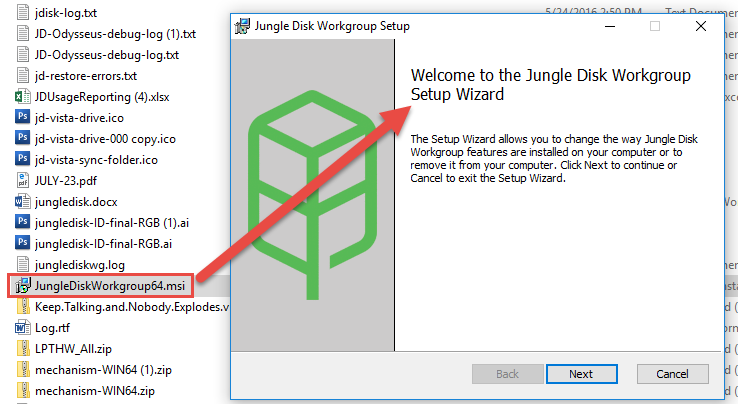 jdisk-log.txt
5/24/2016 2:50 PM Text Documen
JD-Odysseus-debug-log (1).txt
JD-Odysseus-debug-log.txt
jd-restore-errors.txt
JDUsageReporting (4).xlsx
jd-vista-drive.ico
jd-vista-drive-000 copy.ico
jd-vista-sync-folder.ico
JULY-23.pdf
jungledisk.docx
jungledisk-ID-final-RGB (1).ai
jungledisk-ID-final-RGB.ai
junglediskwg.log
JungleDiskWorkgroup64.msi
Keep.Talking.and.Nobody.Explodes.v
Log.rtf
LPTHW_All.zip
mechanism-WIN64 (1).zip
mechanism-WIN64.zip
Jungle Disk Workgroup Setup
Welcome to the Jungle Disk Workgroup
Setup Wizard
The Setup Wizard allows you to change the way Jungle Disk
Workgroup features are installed on your computer or to
remove it from your computer. Click Next to continue or
Cancel to exit the Setup Wizard.
Back
Next
Cancel